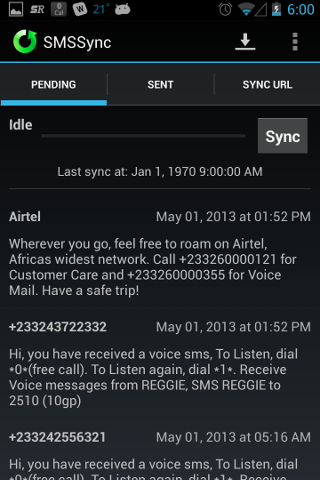 SR 0 Cal W 21° 6:00
SMSSync
PENDING SENT SYNC URL
Idle
Sync
Last sync at: Jan 1, 1970 9:00:00 AM
Airtel May 01, 2013 at 01:52 PM
Wherever you go, feel free to roam on Airtel,
Africas widest network. Call +233260000121 for
Customer Care and +233260000355 for Voice
Mail. Have a safe trip!
+233243722332 May 01, 2013 at 01:52 PM
Hi, you have received a voice sms, To Listen, dial
*0*(free call). To Listen again, dial *1*. Receive
Voice messages from REGGIE, SMS REGGIE to
2510 (10gp)
+233242556321 May 01, 2013 at 05:16 AM
Hi, you have received a voice sms, To Listen, dial
*0*(free call). To Listen again, dial *1*. Receive